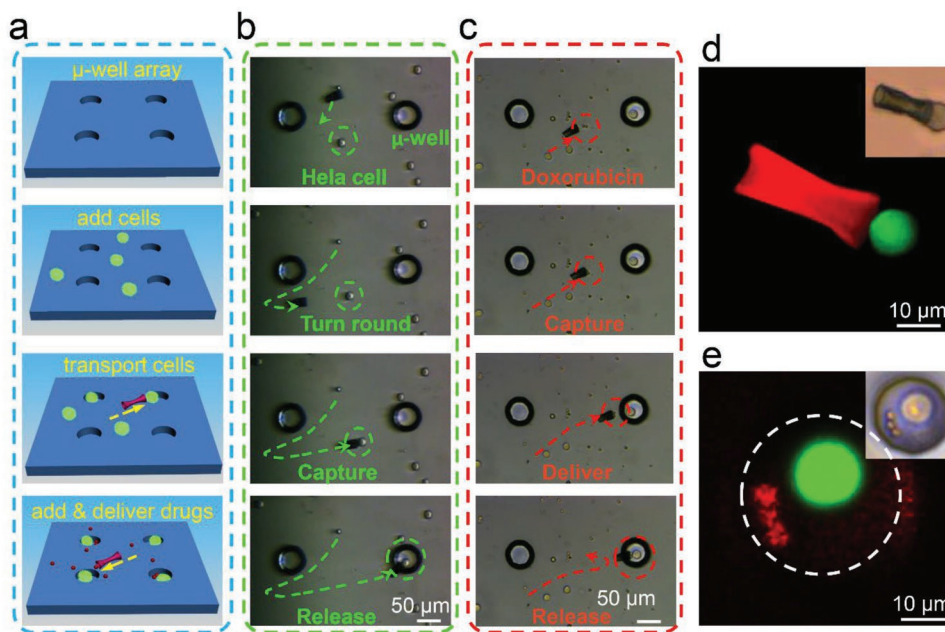 a
μ-well array
add cells
transport cells
add & deliver drugs
b
μ-well
Hela cell
Turn round
Capture
Release
50 μm
c
Doxorubicin
Capture
Deliver
Release
50 μm
d
10 μm
e
10 μm